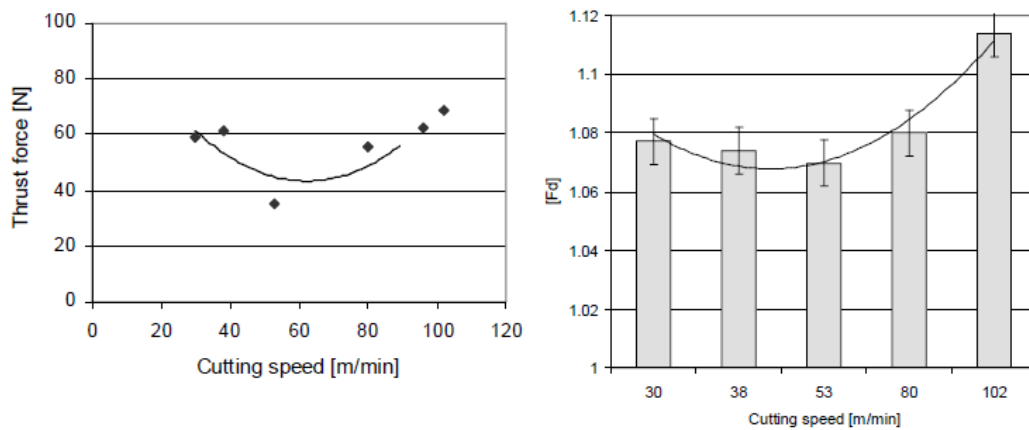 100
80
60
40
20
0
0 20 40 60 80 100 120
Thrust force [N]
Cutting speed [m/min]
1.12
1.1
1.08
1.06
1.04
1.02
1
30 38 53 80 102
[Fd]
Cutting speed [m/min]